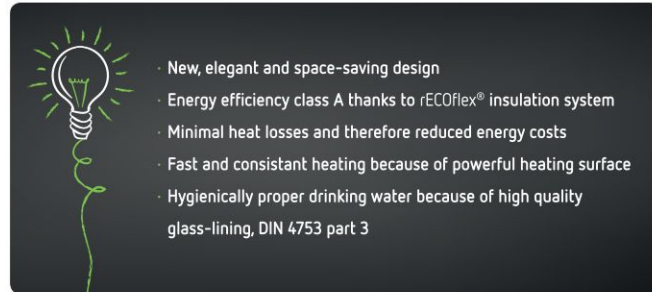 · New, elegant and space-saving design
· Energy efficiency class A thanks to rECOflex® insulation system
· Minimal heat losses and therefore reduced energy costs
· Fast and consistant heating because of powerful heating surface
· Hygienically proper drinking water because of high quality
glass-lining, DIN 4753 part 3